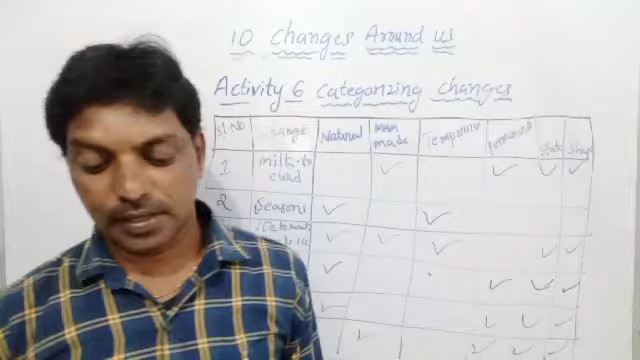 10 Changes Around us
Activity 6 Categorizing changes
Sl.No Change Natural Man made Temporary Permanent State Shape
1 milk to curd ✓ ✓ ✓ ✓
2 Seasons ✓ ✓
✓ ✓ ✓ ✓ ✓
✓ ✓ ✓ ✓
✓ ✓ ✓ ✓
✓ ✓ ✓ ✓